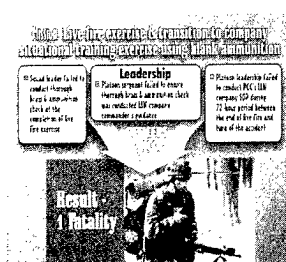 Live fire exercise & transition to company
situational training exercise using blank ammunition
Leadership
Squad leader failed to
conduct thorough
brass & ammunition
check at the
completion of live
fire exercise
Platoon sergeant failed to ensure
thorough brass & ammunition check
was conducted IAW company
commander's guidance
Platoon leadership failed
to conduct PCC's IAW
company SOP during
72 hour period between
the end of live fire and
time of the accident
Result -
1 Fatality